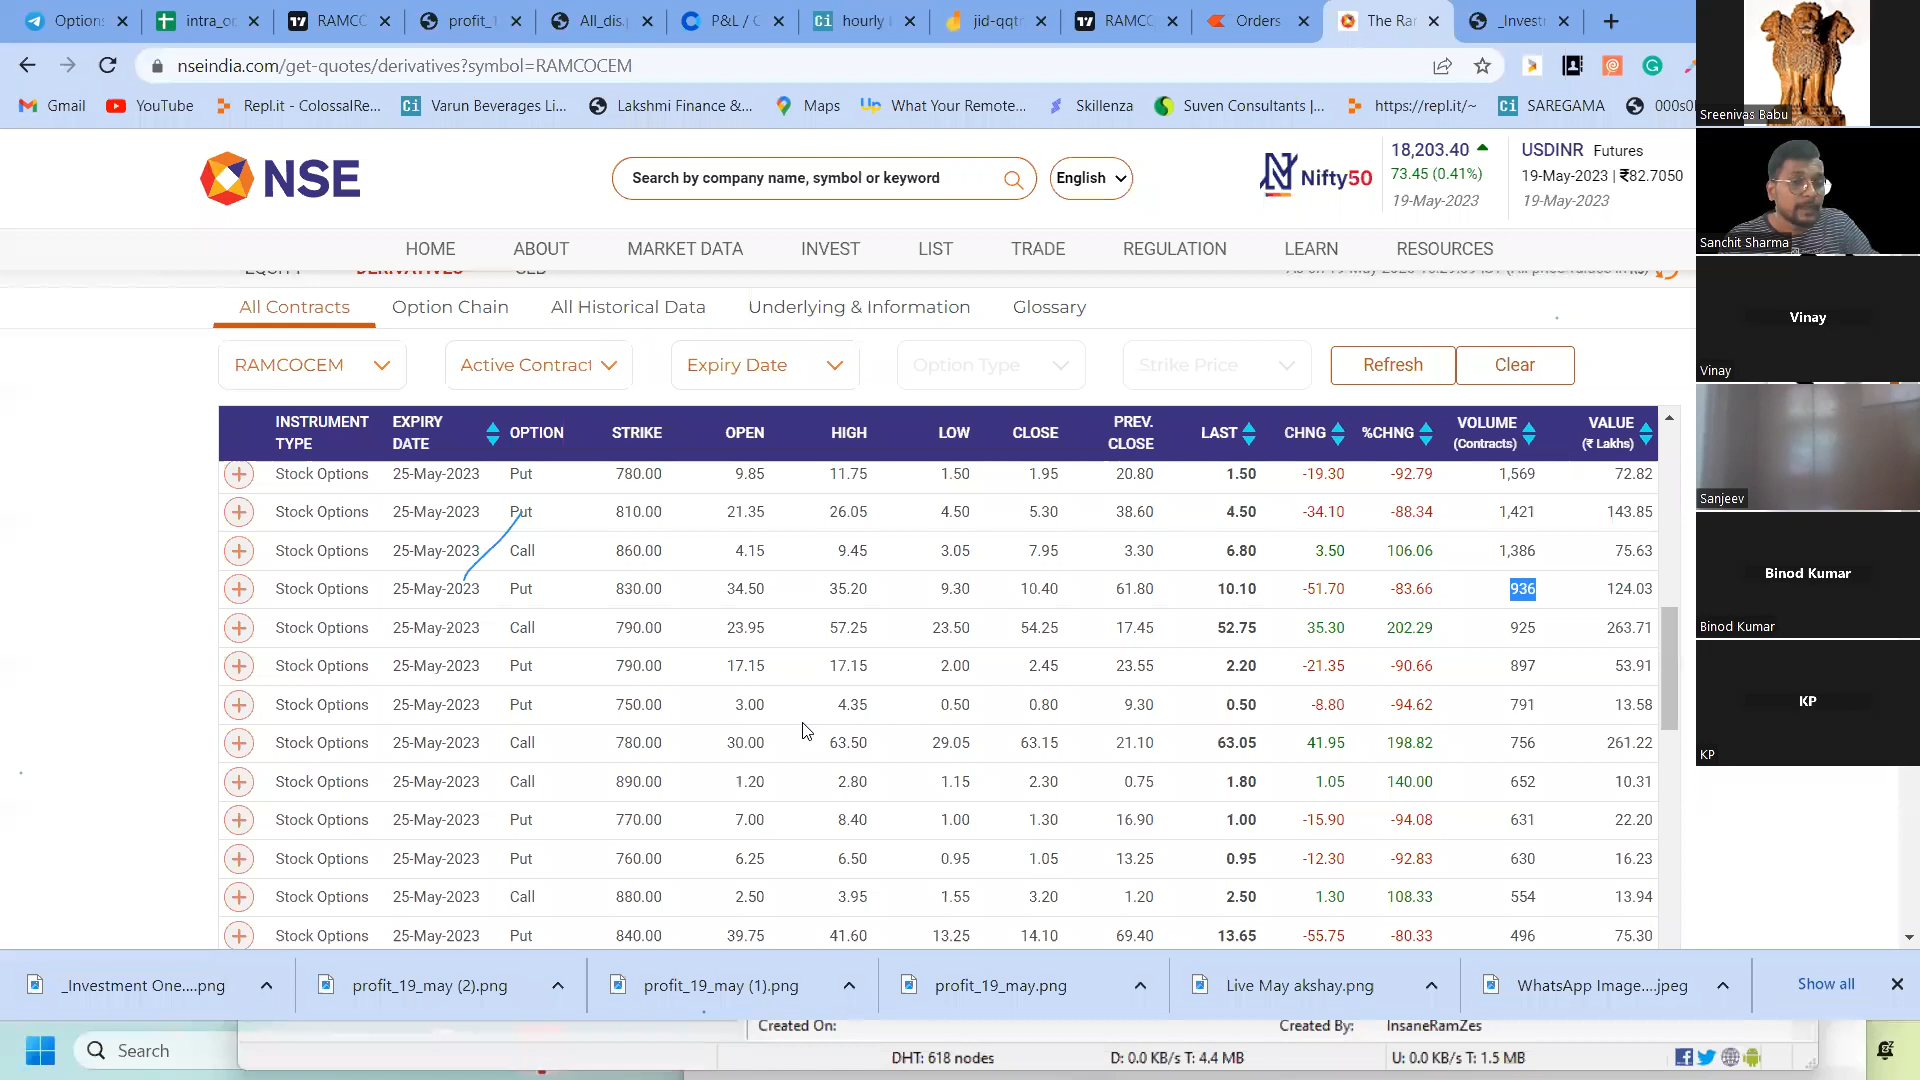 Options
intra_or
RAMCO
profit_1
All_dis.p
P&L / C
hourly
jid-qqtr
RAMCO
Orders
The Rar
_Investr
nseindia.com/get-quotes/derivatives?symbol=RAMCOCEM
Gmail
YouTube
Repl.it - ColossalRe...
Varun Beverages Li...
Lakshmi Finance &...
Maps
What Your Remote...
Skillenza
Suven Consultants |...
https://repl.it/~
SAREGAMA
000s0
NSE
Search by company name, symbol or keyword
English
Nifty50
18,203.40
73.45 (0.41%)
19-May-2023
USDINR Futures
19-May-2023 | ₹82.7050
19-May-2023
HOME ABOUT MARKET DATA INVEST LIST TRADE REGULATION LEARN RESOURCES
EQUITY DERIVATIVES SLB
All Contracts Option Chain All Historical Data Underlying & Information Glossary
RAMCOCEM Active Contract Expiry Date Option Type Strike Price Refresh Clear
INSTRUMENT TYPE EXPIRY DATE OPTION STRIKE OPEN HIGH LOW CLOSE PREV. CLOSE LAST CHNG %CHNG VOLUME (Contracts) VALUE (₹ Lakhs)
Stock Options 25-May-2023 Put 780.00 9.85 11.75 1.50 1.95 20.80 1.50 -19.30 -92.79 1,569 72.82
Stock Options 25-May-2023 Put 810.00 21.35 26.05 4.50 5.30 38.60 4.50 -34.10 -88.34 1,421 143.85
Stock Options 25-May-2023 Call 860.00 4.15 9.45 3.05 7.95 3.30 6.80 3.50 106.06 1,386 75.63
Stock Options 25-May-2023 Put 830.00 34.50 35.20 9.30 10.40 61.80 10.10 -51.70 -83.66 936 124.03
Stock Options 25-May-2023 Call 790.00 23.95 57.25 23.50 54.25 17.45 52.75 35.30 202.29 925 263.71
Stock Options 25-May-2023 Put 790.00 17.15 17.15 2.00 2.45 23.55 2.20 -21.35 -90.66 897 53.91
Stock Options 25-May-2023 Put 750.00 3.00 4.35 0.50 0.80 9.30 0.50 -8.80 -94.62 791 13.58
Stock Options 25-May-2023 Call 780.00 30.00 63.50 29.05 63.15 21.10 63.05 41.95 198.82 756 261.22
Stock Options 25-May-2023 Call 890.00 1.20 2.80 1.15 2.30 0.75 1.80 1.05 140.00 652 10.31
Stock Options 25-May-2023 Put 770.00 7.00 8.40 1.00 1.30 16.90 1.00 -15.90 -94.08 631 22.20
Stock Options 25-May-2023 Put 760.00 6.25 6.50 0.95 1.05 13.25 0.95 -12.30 -92.83 630 16.23
Stock Options 25-May-2023 Call 880.00 2.50 3.95 1.55 3.20 1.20 2.50 1.30 108.33 554 13.94
Stock Options 25-May-2023 Put 840.00 39.75 41.60 13.25 14.10 69.40 13.65 -55.75 -80.33 496 75.30
Sreenivas Babu
Sanchit Sharma
Vinay
Vinay
Sanjeev
Binod Kumar
Binod Kumar
KP
KP
_Investment One....png
profit_19_may (2).png
profit_19_may (1).png
profit_19_may.png
Live May akshay.png
WhatsApp Image....jpeg
Show all
Created On: Created By: InsaneRamZes
Search
DHT: 618 nodes D: 0.0 KB/s T: 4.4 MB U: 0.0 KB/s T: 1.5 MB